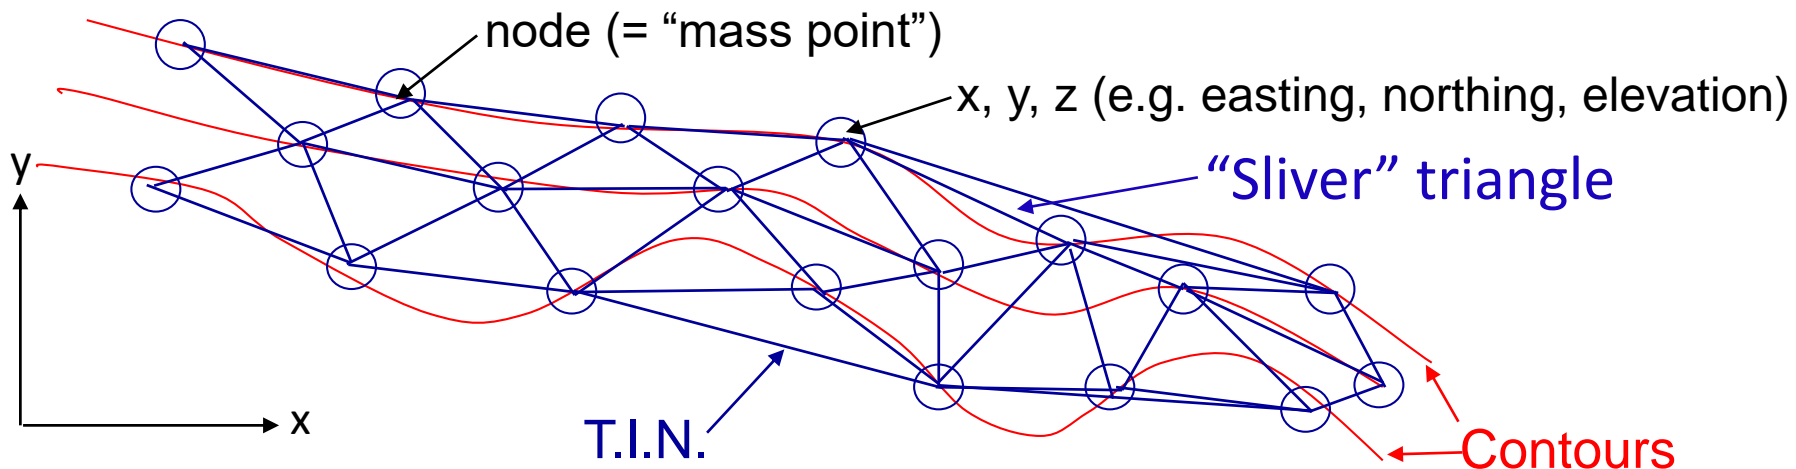 node (= “mass point”)
x, y, z (e.g. easting, northing, elevation)
y
“Sliver” triangle
x
T.I.N.
Contours